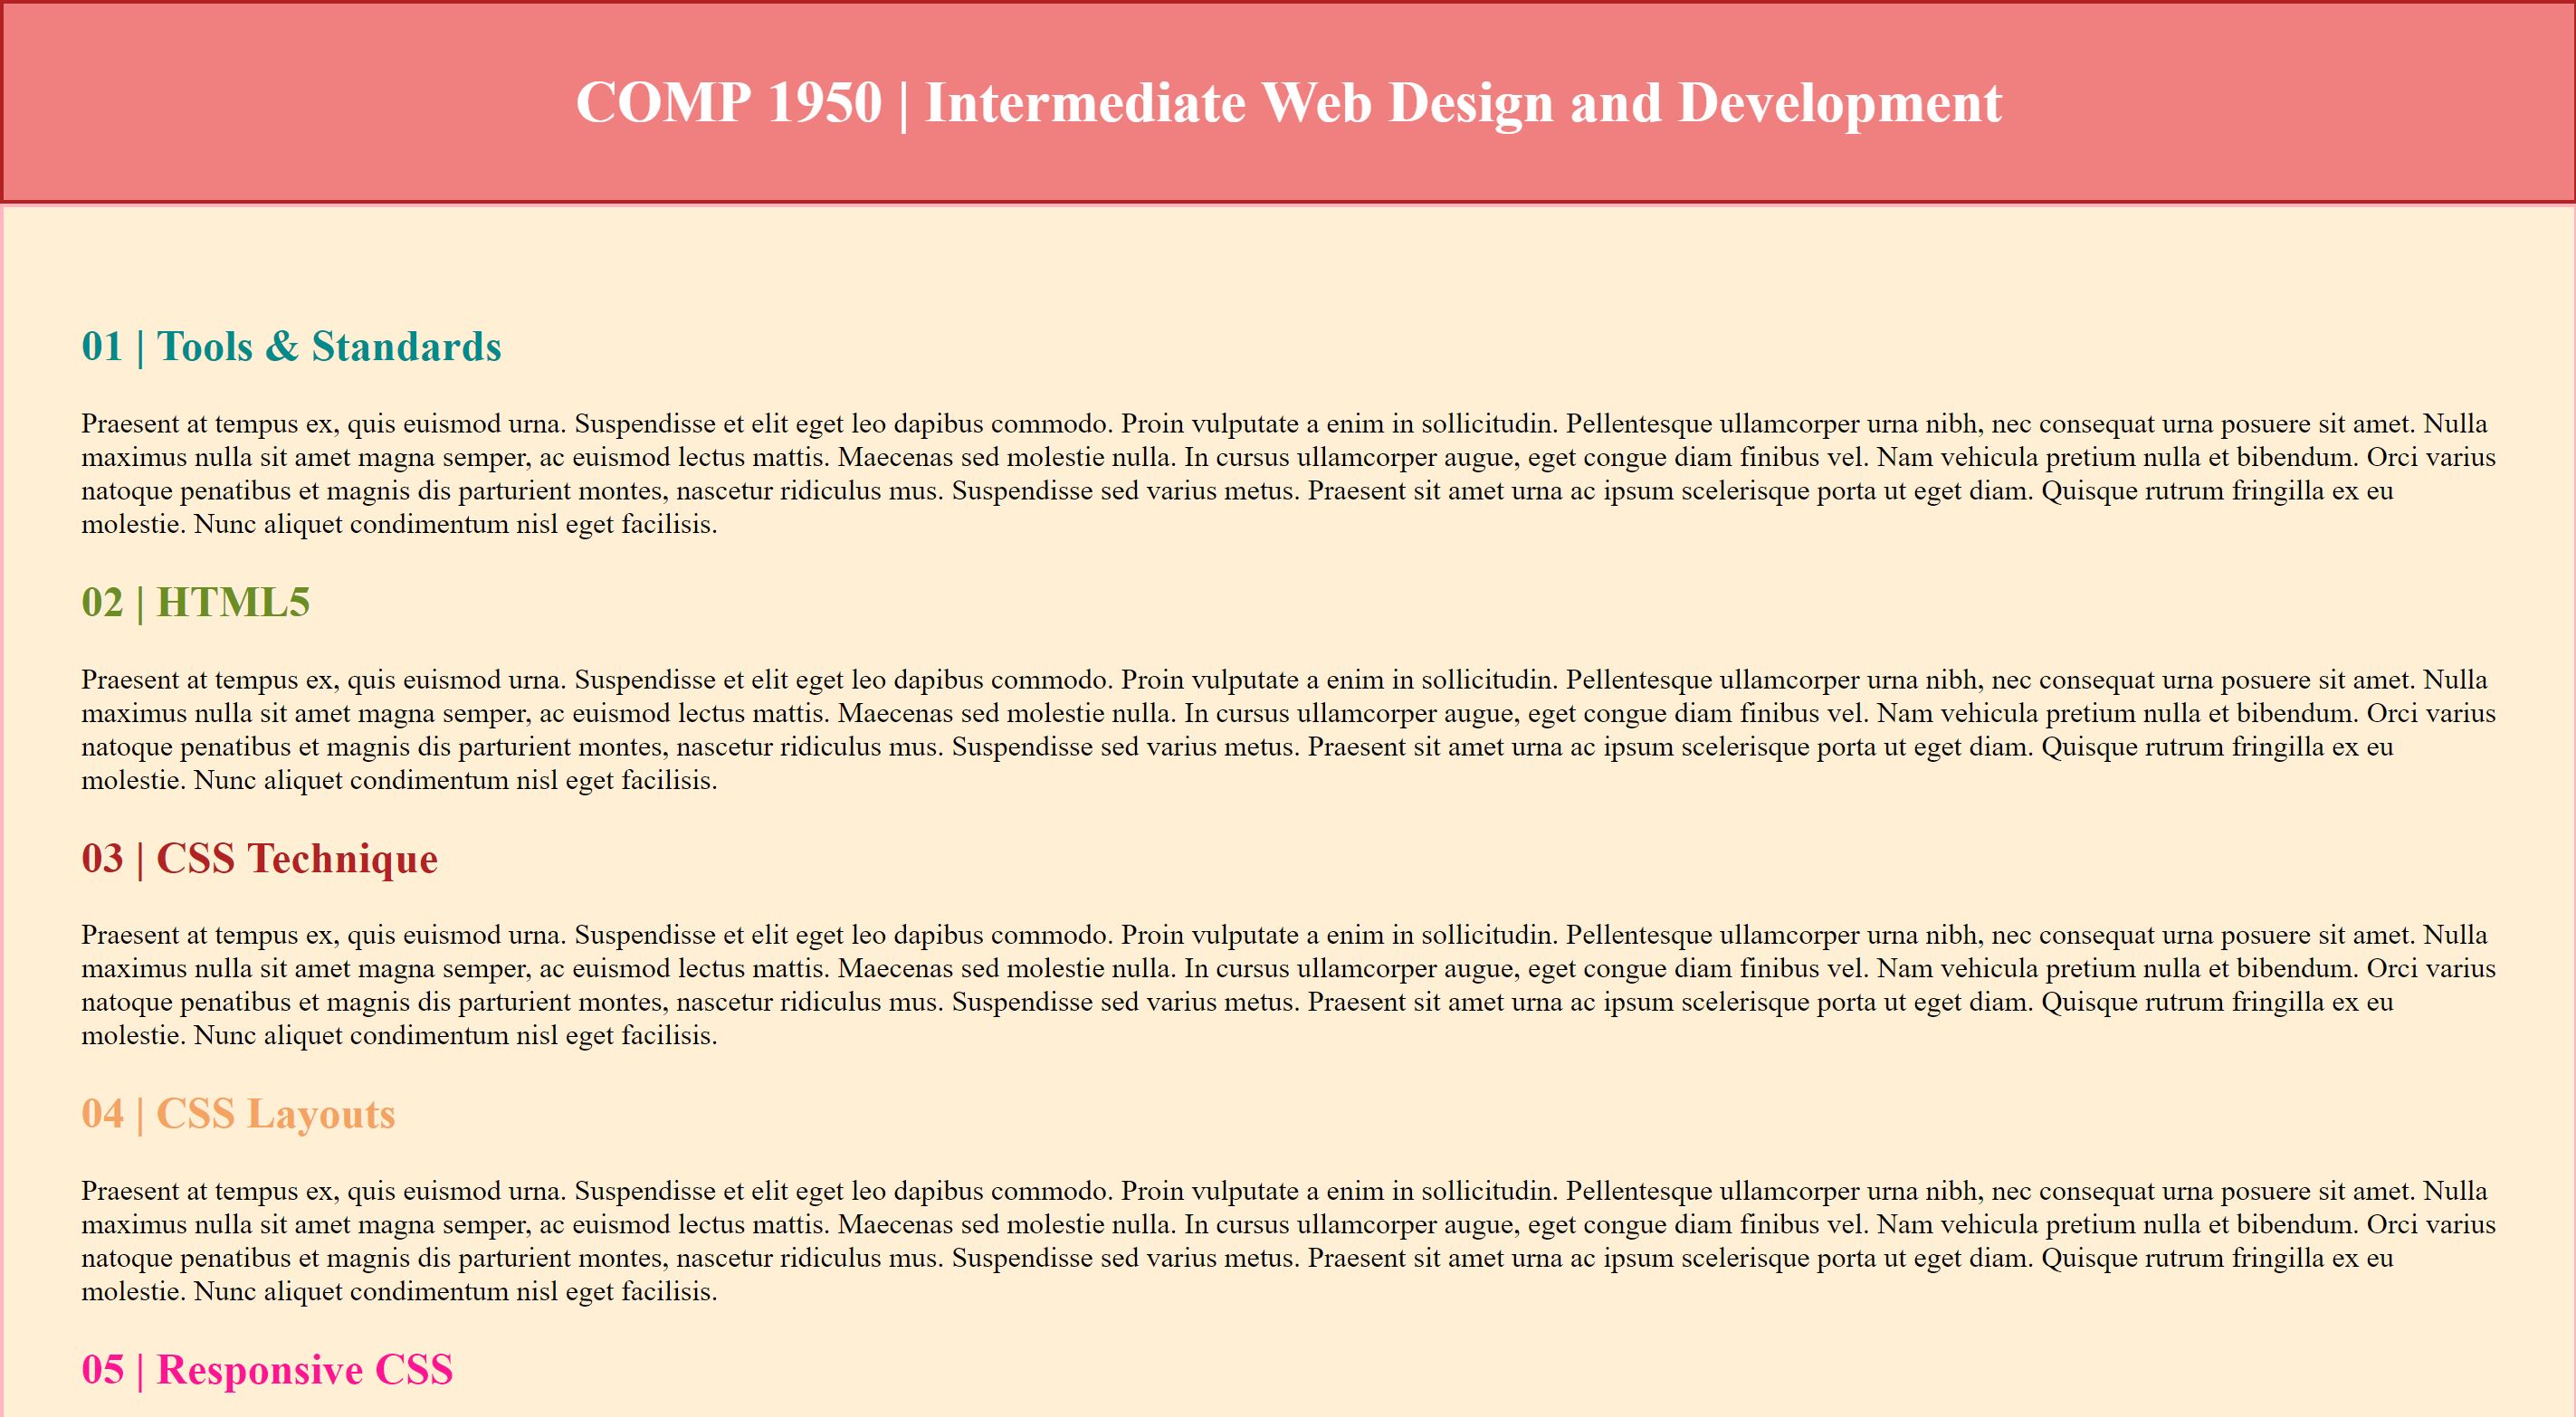 COMP 1950 | Intermediate Web Design and Development
01 | Tools & Standards
Praesent at tempus ex, quis euismod urna. Suspendisse et elit eget leo dapibus commodo. Proin vulputate a enim in sollicitudin. Pellentesque ullamcorper urna nibh, nec consequat urna posuere sit amet. Nulla
maximus nulla sit amet magna semper, ac euismod lectus mattis. Maecenas sed molestie nulla. In cursus ullamcorper augue, eget congue diam finibus vel. Nam vehicula pretium nulla et bibendum. Orci varius
natoque penatibus et magnis dis parturient montes, nascetur ridiculus mus. Suspendisse sed varius metus. Praesent sit amet urna ac ipsum scelerisque porta ut eget diam. Quisque rutrum fringilla ex eu
molestie. Nunc aliquet condimentum nisl eget facilisis.
02 | HTML5
Praesent at tempus ex, quis euismod urna. Suspendisse et elit eget leo dapibus commodo. Proin vulputate a enim in sollicitudin. Pellentesque ullamcorper urna nibh, nec consequat urna posuere sit amet. Nulla
maximus nulla sit amet magna semper, ac euismod lectus mattis. Maecenas sed molestie nulla. In cursus ullamcorper augue, eget congue diam finibus vel. Nam vehicula pretium nulla et bibendum. Orci varius
natoque penatibus et magnis dis parturient montes, nascetur ridiculus mus. Suspendisse sed varius metus. Praesent sit amet urna ac ipsum scelerisque porta ut eget diam. Quisque rutrum fringilla ex eu
molestie. Nunc aliquet condimentum nisl eget facilisis.
03 | CSS Technique
Praesent at tempus ex, quis euismod urna. Suspendisse et elit eget leo dapibus commodo. Proin vulputate a enim in sollicitudin. Pellentesque ullamcorper urna nibh, nec consequat urna posuere sit amet. Nulla
maximus nulla sit amet magna semper, ac euismod lectus mattis. Maecenas sed molestie nulla. In cursus ullamcorper augue, eget congue diam finibus vel. Nam vehicula pretium nulla et bibendum. Orci varius
natoque penatibus et magnis dis parturient montes, nascetur ridiculus mus. Suspendisse sed varius metus. Praesent sit amet urna ac ipsum scelerisque porta ut eget diam. Quisque rutrum fringilla ex eu
molestie. Nunc aliquet condimentum nisl eget facilisis.
04 | CSS Layouts
Praesent at tempus ex, quis euismod urna. Suspendisse et elit eget leo dapibus commodo. Proin vulputate a enim in sollicitudin. Pellentesque ullamcorper urna nibh, nec consequat urna posuere sit amet. Nulla
maximus nulla sit amet magna semper, ac euismod lectus mattis. Maecenas sed molestie nulla. In cursus ullamcorper augue, eget congue diam finibus vel. Nam vehicula pretium nulla et bibendum. Orci varius
natoque penatibus et magnis dis parturient montes, nascetur ridiculus mus. Suspendisse sed varius metus. Praesent sit amet urna ac ipsum scelerisque porta ut eget diam. Quisque rutrum fringilla ex eu
molestie. Nunc aliquet condimentum nisl eget facilisis.
05 | Responsive CSS